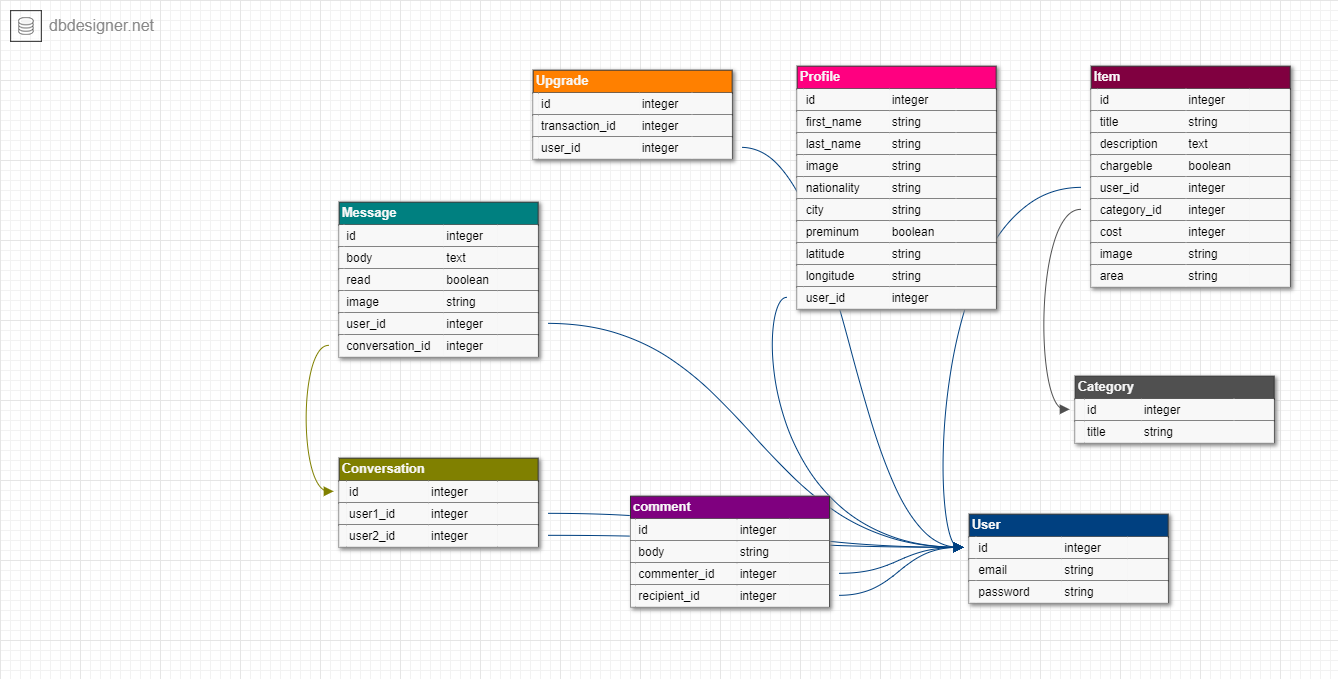 dbdesigner.net
Upgrade
id integer
transaction_id integer
user_id integer
Profile
id integer
first_name string
last_name string
image string
nationality string
city string
preminum boolean
latitude string
longitude string
user_id integer
Item
id integer
title string
description text
chargeble boolean
user_id integer
category_id integer
cost integer
image string
area string
Message
id integer
body text
read boolean
image string
user_id integer
conversation_id integer
Category
id integer
title string
Conversation
id integer
user1_id integer
user2_id integer
comment
id integer
body string
commenter_id integer
recipient_id integer
User
id integer
email string
password string